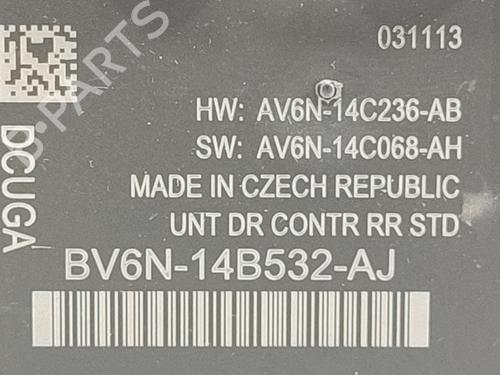 031113
HW: AV6N-14C236-AB
SW: AV6N-14C068-AH
MADE IN CZECH REPUBLIC
UNT DR CONTR RR STD
DCUGA
BV6N-14B532-AJ